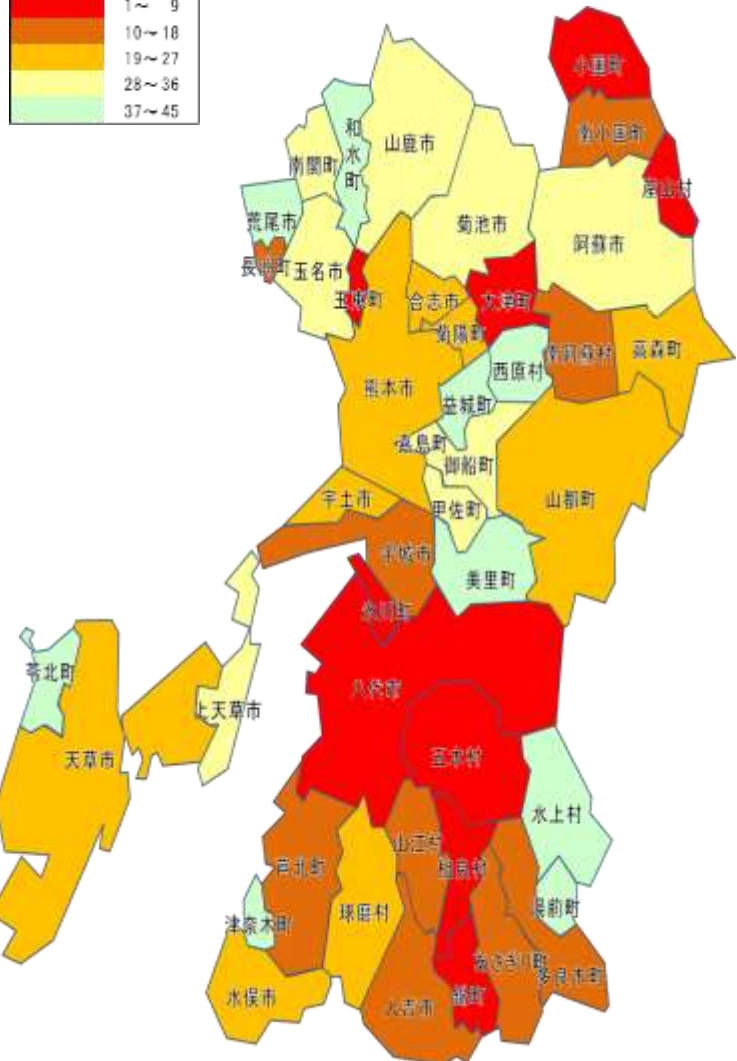 1～ 9
10～18
19～27
28～36
37～45
小国町
南小国町
産山村
和水町
山鹿市
南関町
菊池市
阿蘇市
荒尾市
長洲町
玉名市
玉東町
合志市
大津町
菊陽町
南阿蘇村
高森町
西原村
熊本市
益城町
嘉島町
御船町
宇土市
甲佐町
山都町
宇城市
美里町
氷川町
苓北町
八代市
上天草市
天草市
五木村
水上村
山江村
芦北町
相良村
湯前町
球磨村
津奈木町
あさぎり町
多良木町
水俣市
人吉市
錦町